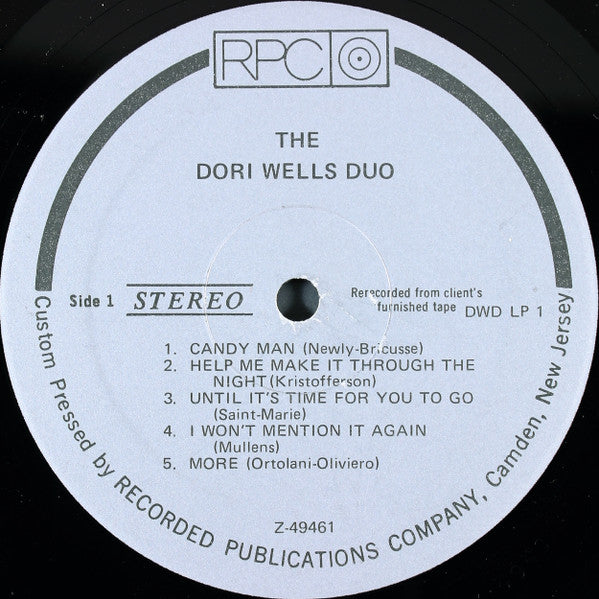 RPC
THE
DORI WELLS DUO
Side 1 STEREO
Rerecorded from client's
furnished tape DWD LP 1
1. CANDY MAN (Newly-Bricusse)
2. HELP ME MAKE IT THROUGH THE
NIGHT (Kristofferson)
3. UNTIL IT'S TIME FOR YOU TO GO
(Saint-Marie)
4. I WON'T MENTION IT AGAIN
(Mullens)
5. MORE (Ortolani-Oliviero)
Z-49461
Custom Pressed by RECORDED PUBLICATIONS COMPANY, Camden, New Jersey